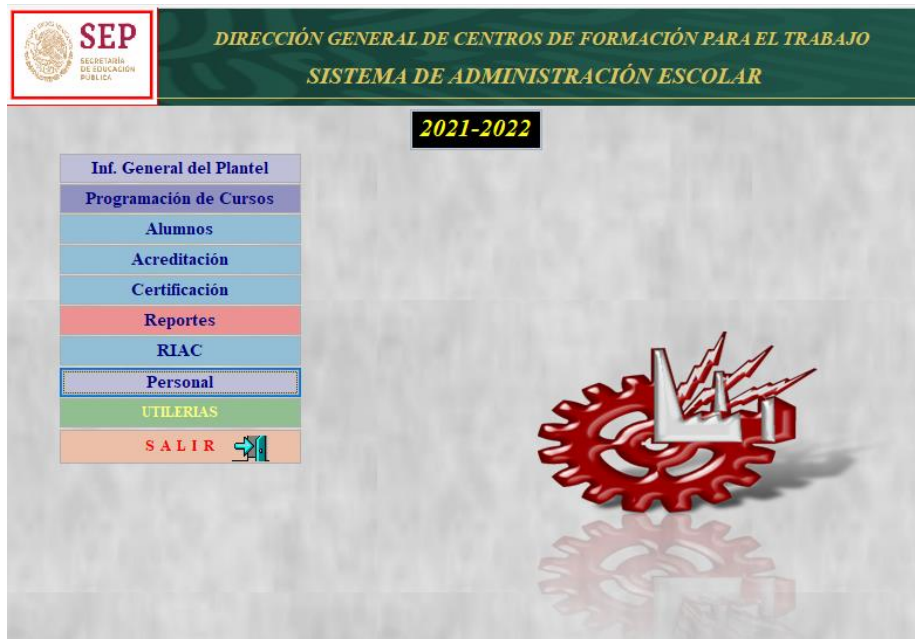 SEP
SECRETARÍA
DE EDUCACIÓN
PÚBLICA
DIRECCIÓN GENERAL DE CENTROS DE FORMACIÓN PARA EL TRABAJO
SISTEMA DE ADMINISTRACIÓN ESCOLAR
2021-2022
Inf. General del Plantel
Programación de Cursos
Alumnos
Acreditación
Certificación
Reportes
RIAC
Personal
UTILERIAS
SALIR